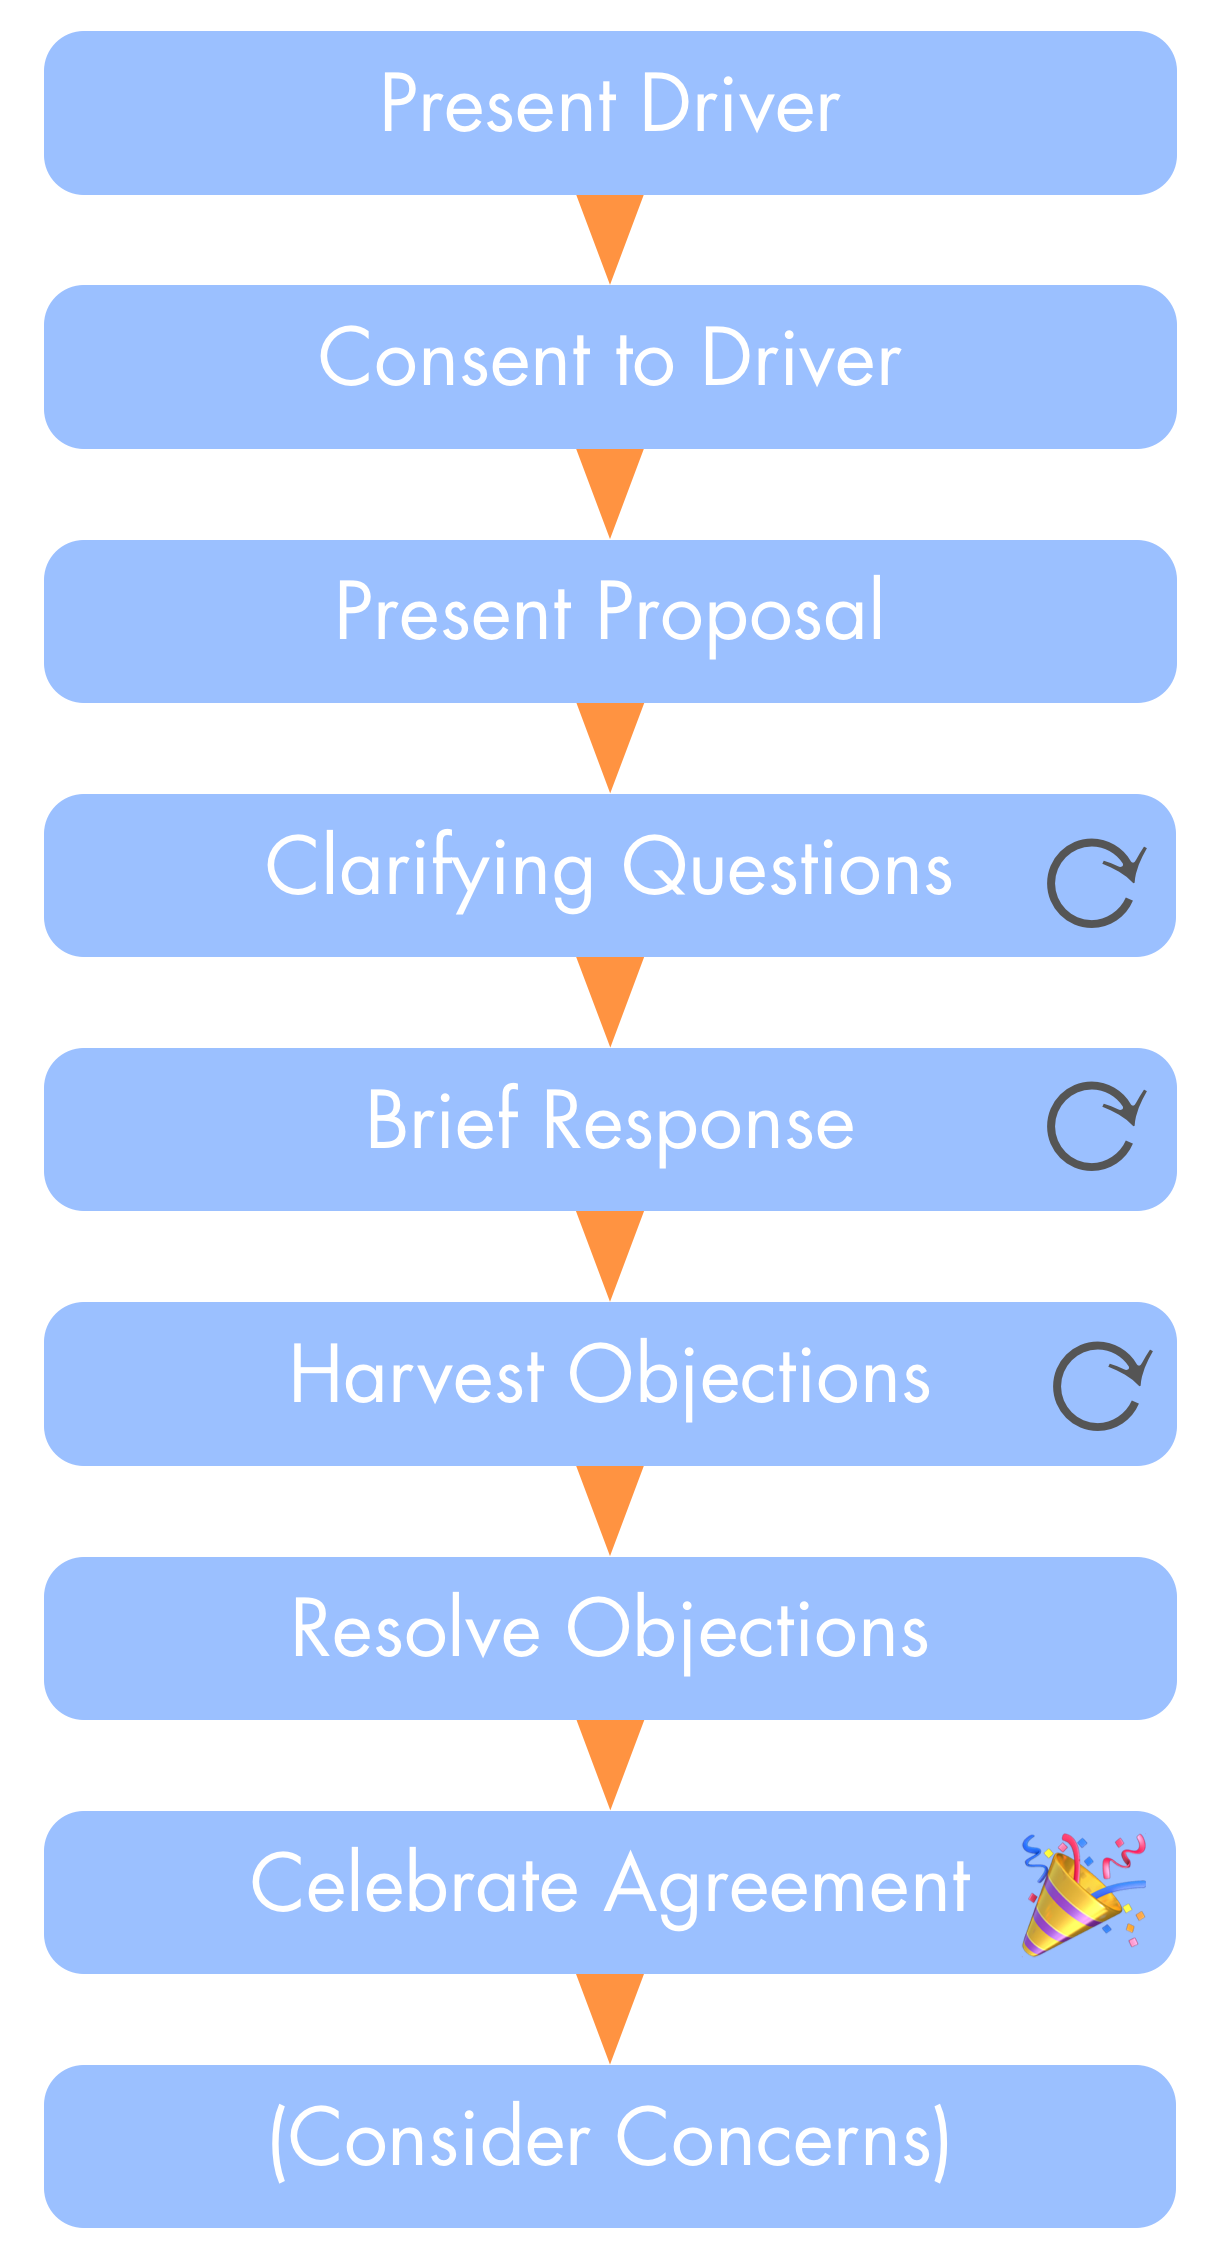 Present Driver
Consent to Driver
Present Proposal
Clarifying Questions
Brief Response
Harvest Objections
Resolve Objections
Celebrate Agreement
(Consider Concerns)